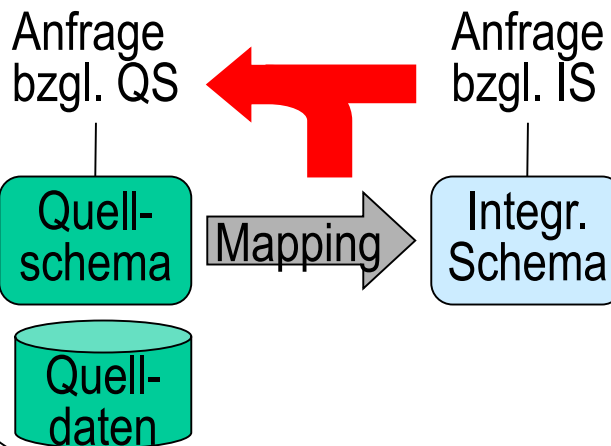 Anfrage
bzgl. QS
Anfrage
bzgl. IS
Quell-
schema
Mapping
Integr.
Schema
Quell-
daten